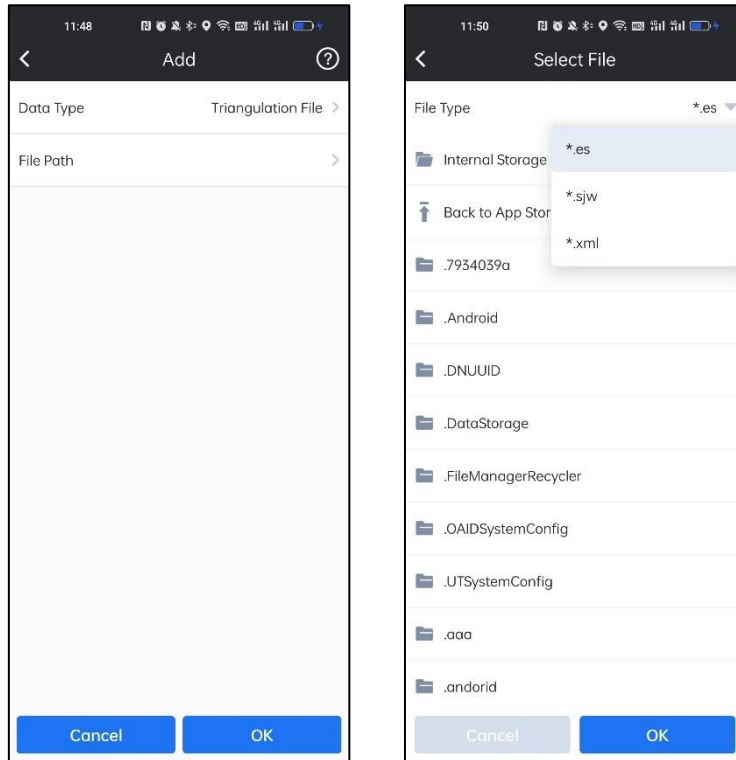 11:48
Add
Data Type Triangulation File
File Path
Cancel OK
11:50
Select File
File Type *.es
*.es
Internal Storage
*.sjw
Back to App Stor
*.xml
.7934039a
.Android
.DNUUID
.DataStorage
.FileManagerRecycler
.OAIDSystemConfig
.UTSystemConfig
.aaa
.andorid
Cancel OK